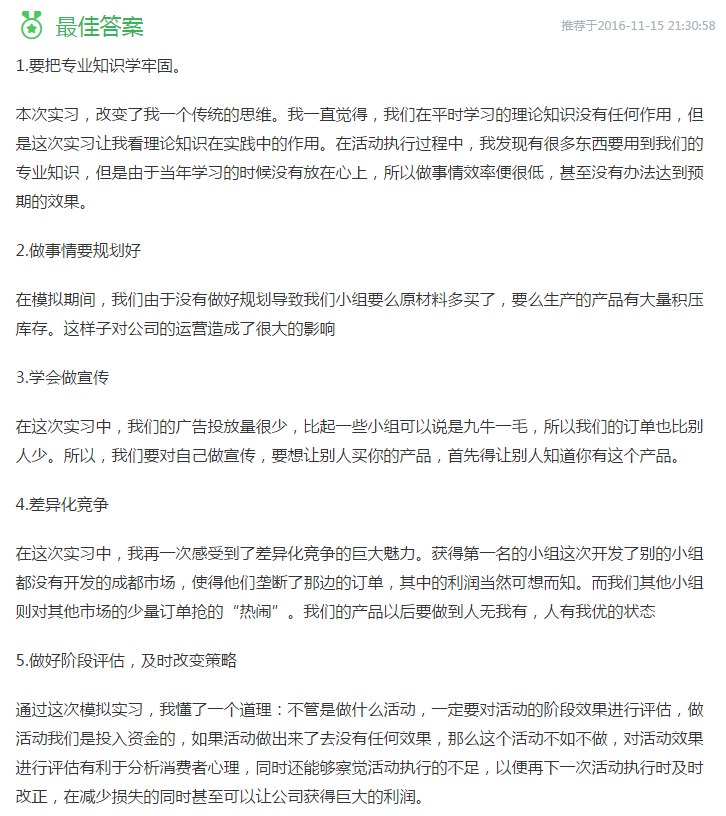 最佳答案
推荐于2016-11-15 21:30:58
1.要把专业知识学牢固。
本次实习，改变了我一个传统的思维。我一直觉得，我们在平时学习的理论知识没有任何作用，但
是这次实习让我看理论知识在实践中的作用。在活动执行过程中，我发现有很多东西要用到我们的
专业知识，但是由于当年学习的时候没有放在心上，所以做事情效率便很低，甚至没有办法达到预
期的效果。
2.做事情要规划好
在模拟期间，我们由于没有做好规划导致我们小组要么原材料多买了，要么生产的产品有大量积压
库存。这样子对公司的运营造成了很大的影响
3.学会做宣传
在这次实习中，我们的广告投放量很少，比起一些小组可以说是九牛一毛，所以我们的订单也比别
人少。所以，我们要对自己做宣传，要想让别人买你的产品，首先得让别人知道你有这个产品。
4.差异化竞争
在这次实习中，我再一次感受到了差异化竞争的巨大魅力。获得第一名的小组这次开发了别的小组
都没有开发的成都市场，使得他们垄断了那边的订单，其中的利润当然可想而知。而我们其他小组
则对其他市场的少量订单抢的“热闹”。我们的产品以后要做到人无我有，人有我优的状态
5.做好阶段评估，及时改变策略
通过这次模拟实习，我懂了一个道理：不管是做什么活动，一定要对活动的阶段效果进行评估，做
活动我们是投入资金的，如果活动做出来了去没有任何效果，那么这个活动不如不做，对活动效果
进行评估有利于分析消费者心理，同时还能够察觉活动执行的不足，以便再下一次活动执行时及时
改正，在减少损失的同时甚至可以让公司获得巨大的利润。